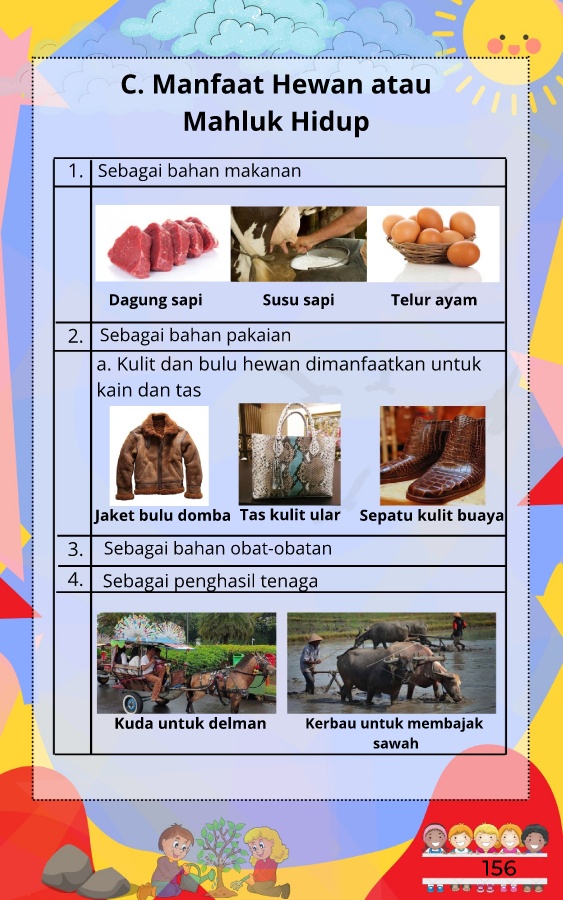 C. Manfaat Hewan atau
Mahluk Hidup
1. Sebagai bahan makanan
Dagung sapi Susu sapi Telur ayam
2. Sebagai bahan pakaian
a. Kulit dan bulu hewan dimanfaatkan untuk
kain dan tas
Jaket bulu domba Tas kulit ular Sepatu kulit buaya
3. Sebagai bahan obat-obatan
4. Sebagai penghasil tenaga
Kuda untuk delman Kerbau untuk membajak
sawah
156